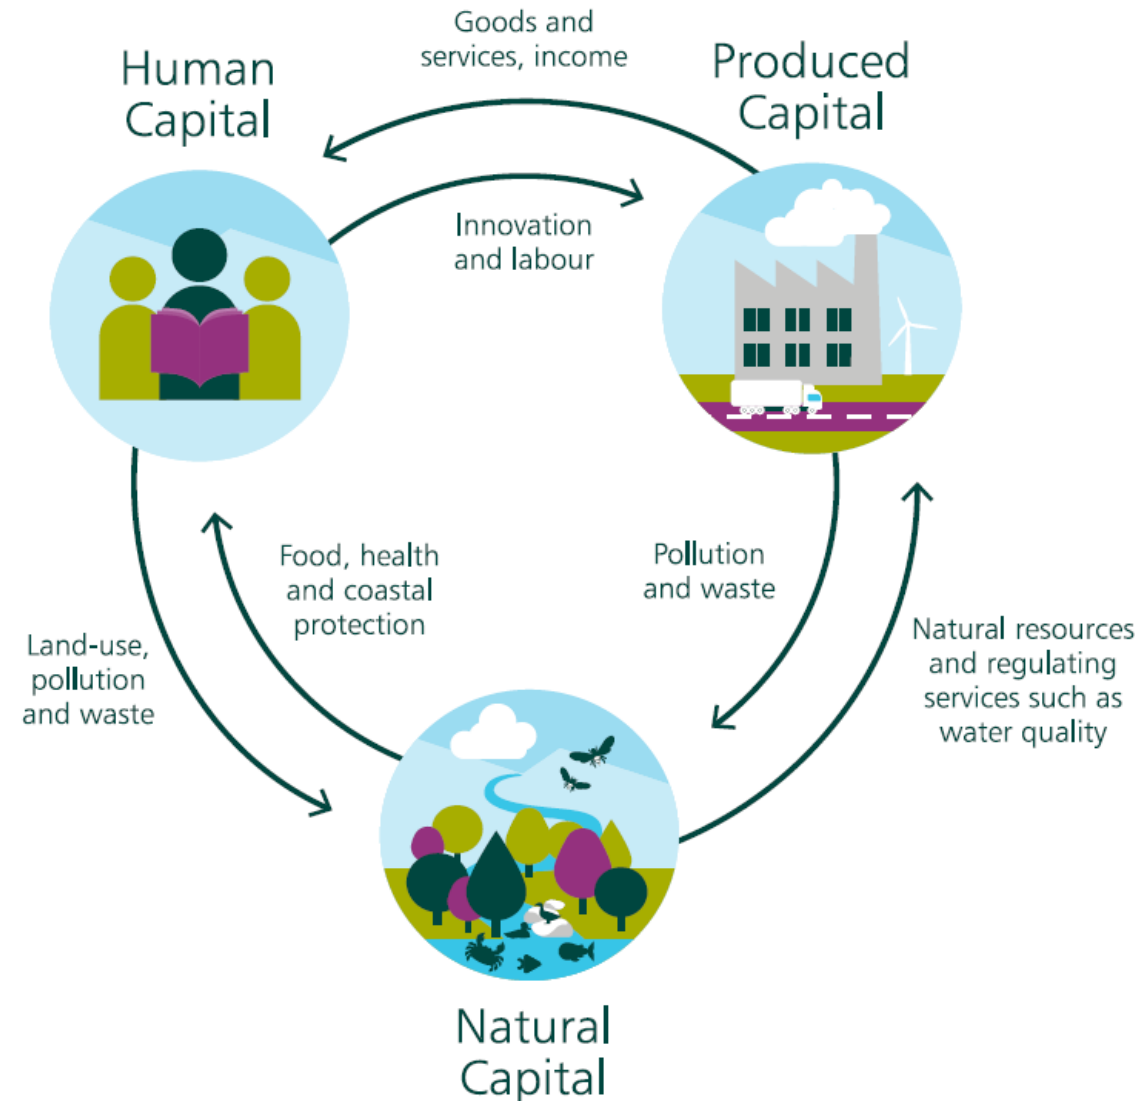 Goods and
services, income
Human
Capital
Produced
Capital
Innovation
and labour
Food, health
and coastal
protection
Pollution
and waste
Land-use,
pollution
and waste
Natural resources
and regulating
services such as
water quality
Natural
Capital